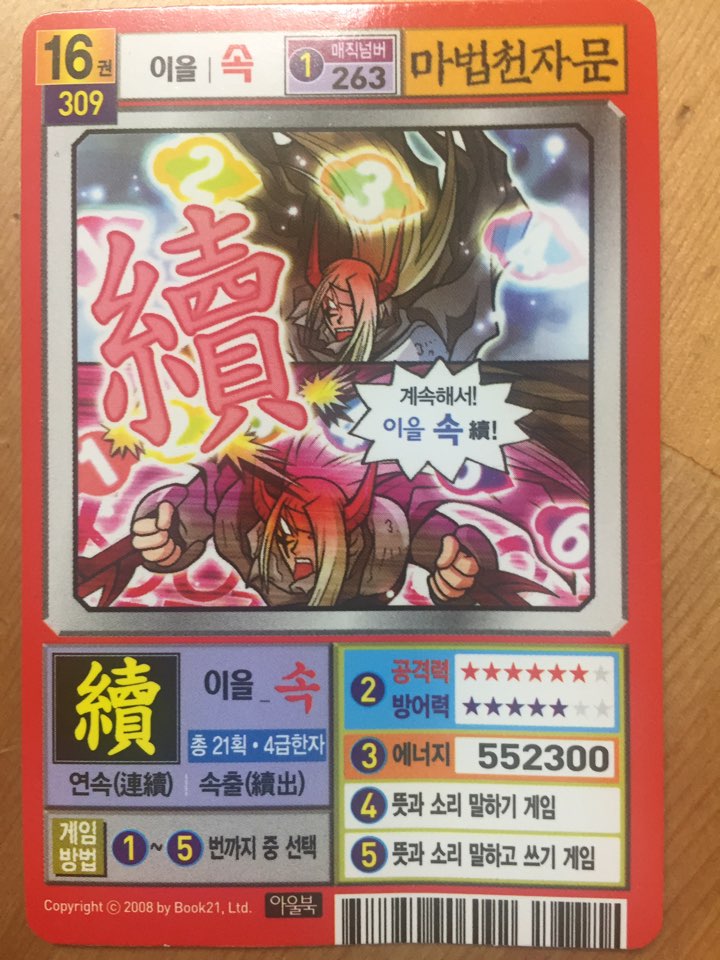 16권
309
이을 | 속
1 매직넘버
263
마법천자문
2
3
4
續
계속해서!
이을 속 續!
1
6
續
이을_속
총 21획 • 4급한자
연속(連續) 속출(續出)
게임
방법
1 ~ 5 번까지 중 선택
2 공격력 ★★★★★★★
방어력 ★★★★★★★
3 에너지 552300
4 뜻과 소리 말하기 게임
5 뜻과 소리 말하고 쓰기 게임
Copyright ⓒ 2008 by Book21, Ltd. 아울북